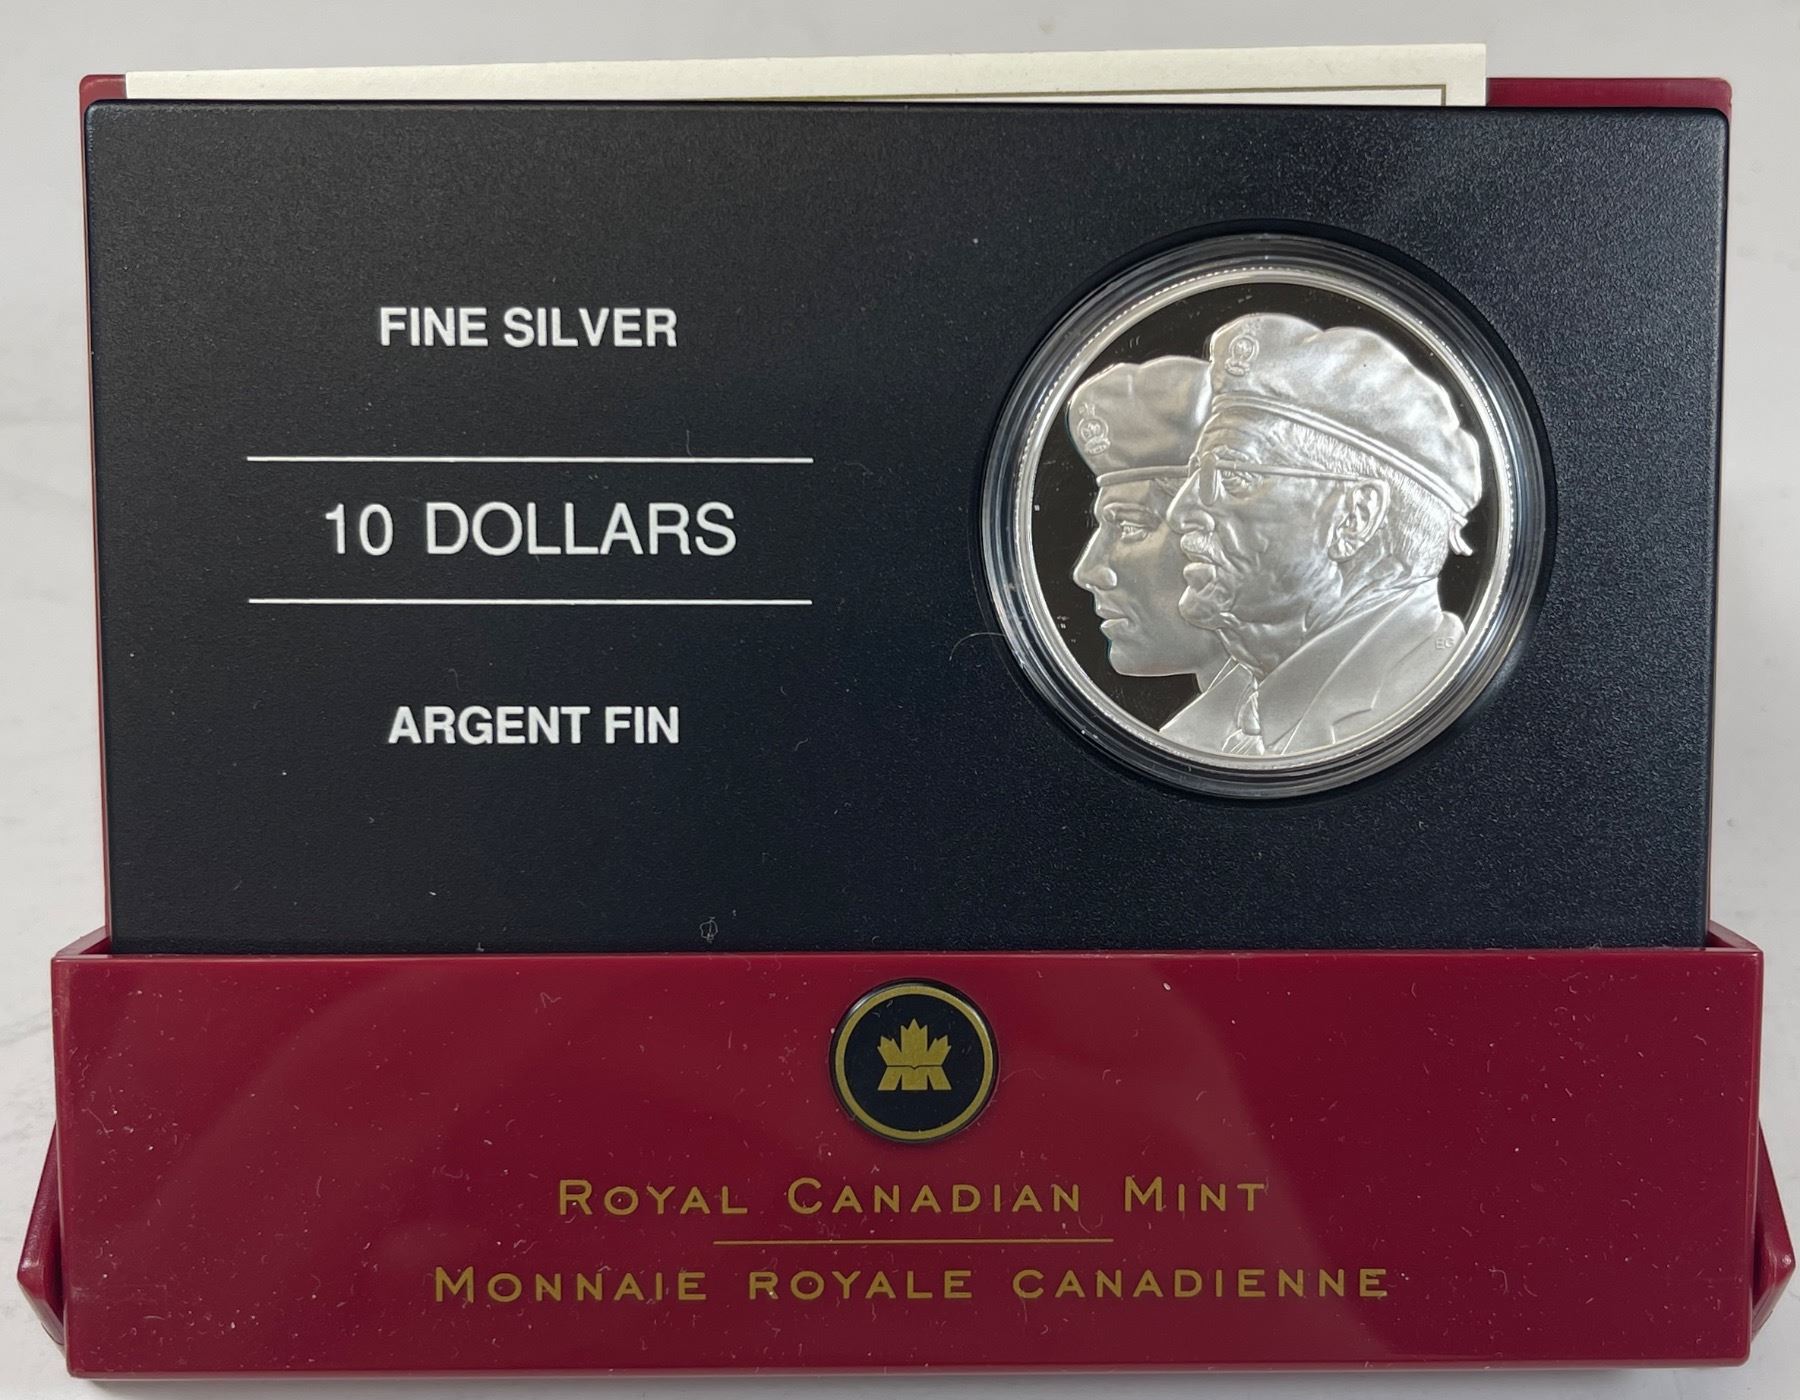 FINE SILVER
10 DOLLARS
ARGENT FIN
EG
ROYAL CANADIAN MINT
MONNAIE ROYALE CANADIENNE